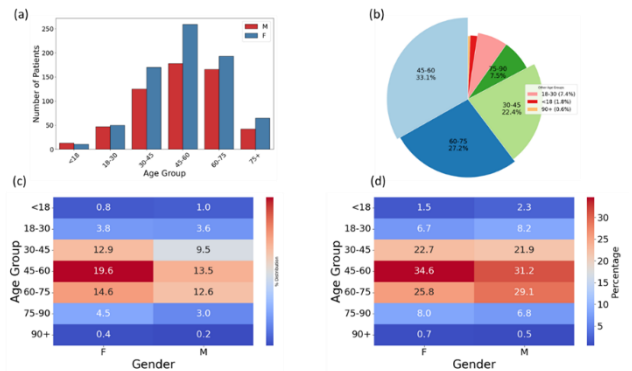 (a)
Number of Patients
250
200
150
100
50
0
M
F
<18
18-30
30-45
45-60
60-75
75+
Age Group
(b)
45-60
33.1%
75-90
7.5%
30-45
22.4%
60-75
27.2%
Other Age Groups
18-30 (7.4%)
<18 (1.8%)
90+ (0.6%)
(c)
Age Group
<18 0.8 1.0
18-30 3.8 3.6
30-45 12.9 9.5
45-60 19.6 13.5
60-75 14.6 12.6
75-90 4.5 3.0
90+ 0.4 0.2
F M
Gender
% Distribution
(d)
Age Group
<18 1.5 2.3
18-30 6.7 8.2
30-45 22.7 21.9
45-60 34.6 31.2
60-75 25.8 29.1
75-90 8.0 6.8
90+ 0.7 0.5
F M
Gender
30
25
20
15
10
5
Percentage